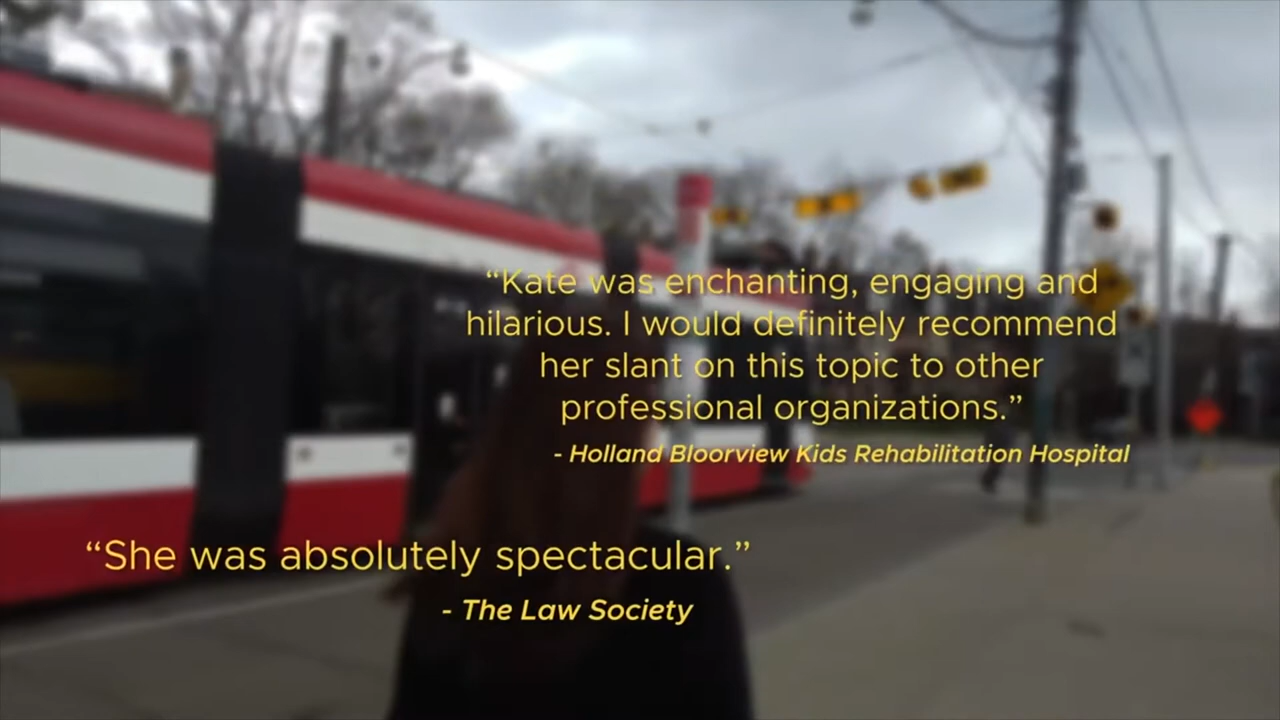 “Kate was enchanting, engaging and
hilarious. I would definitely recommend
her slant on this topic to other
professional organizations.”
- Holland Bloorview Kids Rehabilitation Hospital
“She was absolutely spectacular.”
- The Law Society